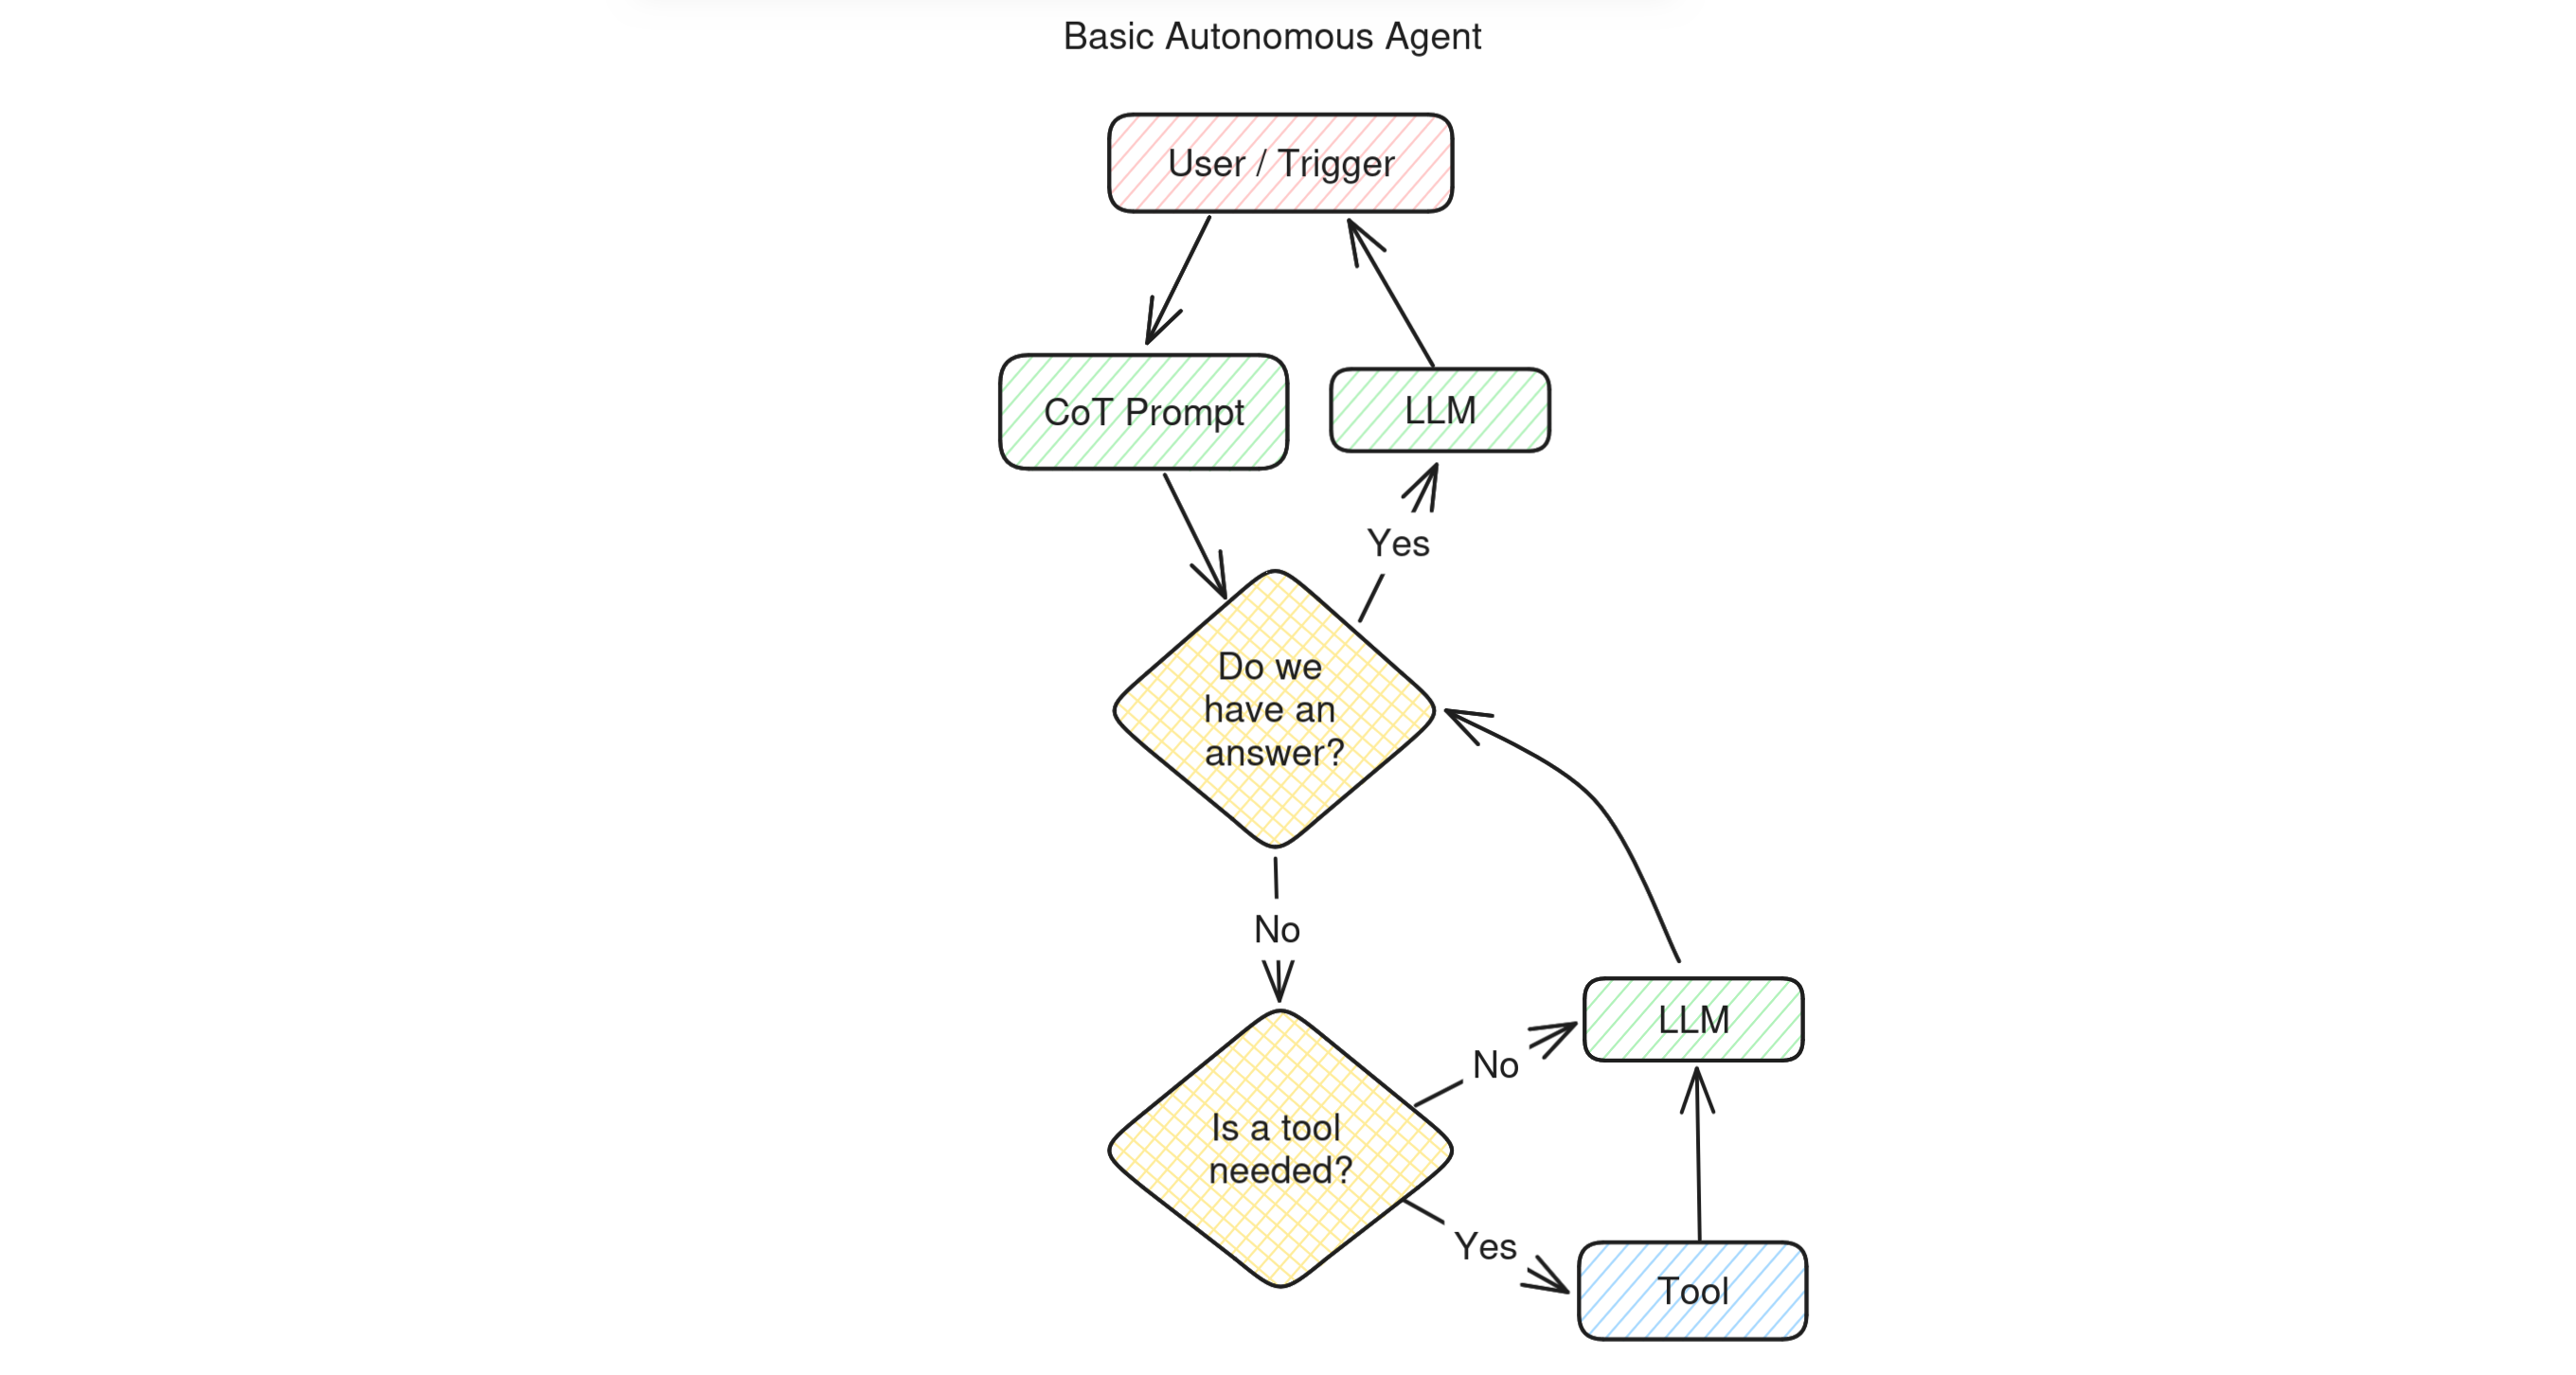 Basic Autonomous Agent
User / Trigger
CoT Prompt
LLM
Yes
Do we
have an
answer?
No
LLM
No
Is a tool
needed?
Yes
Tool